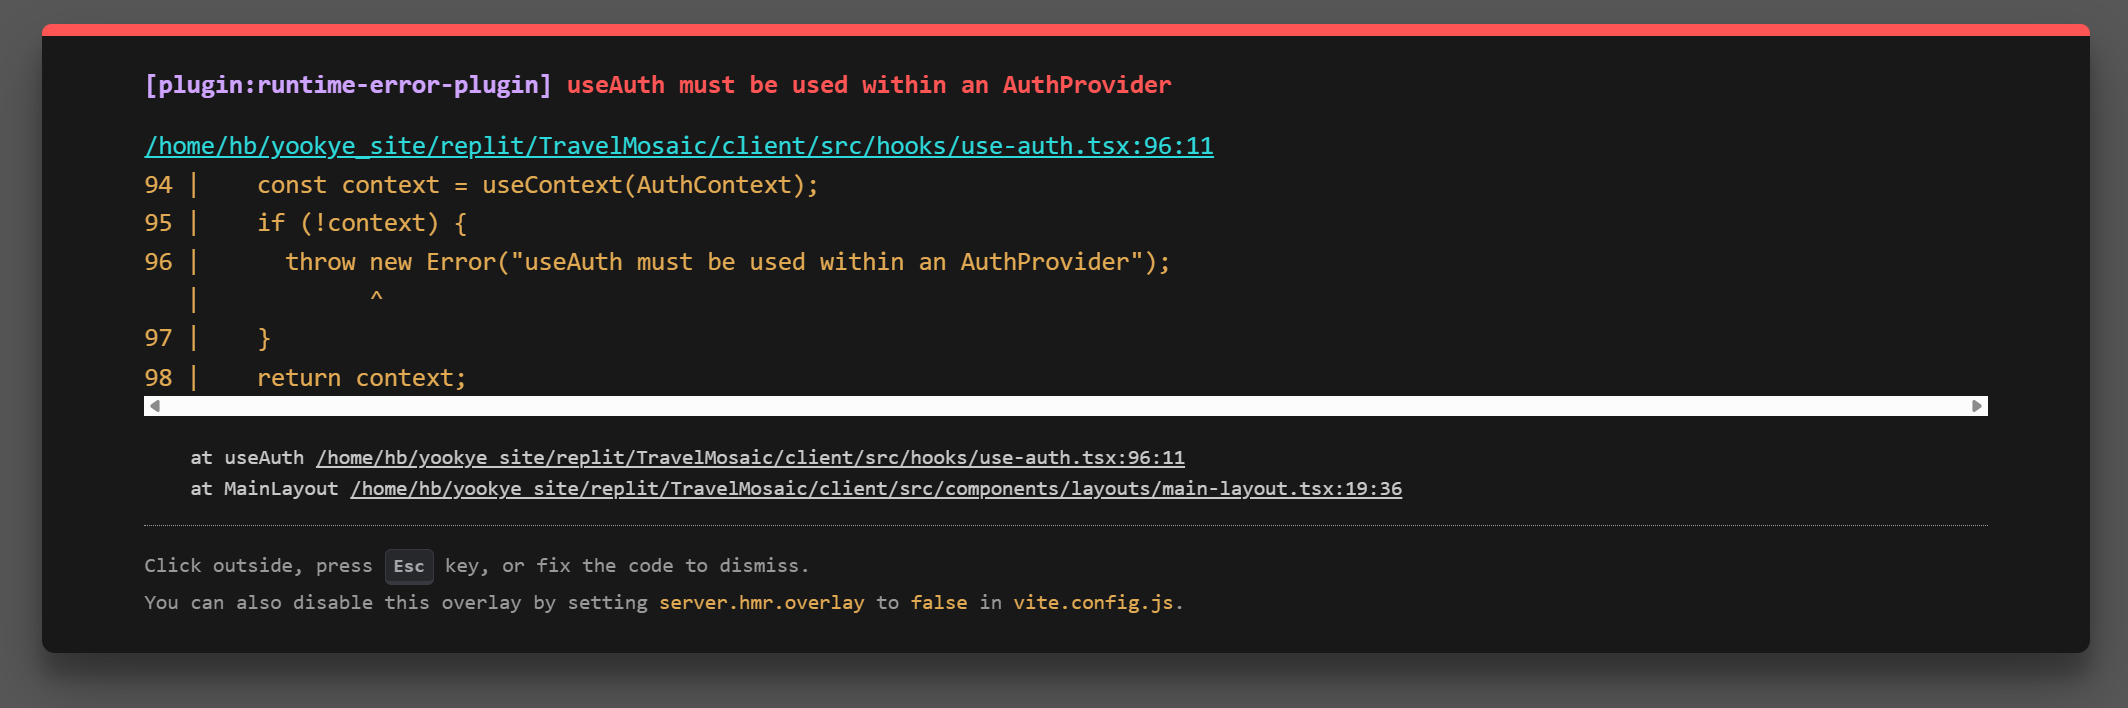 [plugin:runtime-error-plugin] useAuth must be used within an AuthProvider
/home/hb/yookye_site/replit/TravelMosaic/client/src/hooks/use-auth.tsx:96:11
94 |    const context = useContext(AuthContext);
95 |    if (!context) {
96 |      throw new Error("useAuth must be used within an AuthProvider");
   |            ^
97 |    }
98 |    return context;
at useAuth /home/hb/yookye_site/replit/TravelMosaic/client/src/hooks/use-auth.tsx:96:11
at MainLayout /home/hb/yookye_site/replit/TravelMosaic/client/src/components/layouts/main-layout.tsx:19:36
Click outside, press Esc key, or fix the code to dismiss.
You can also disable this overlay by setting server.hmr.overlay to false in vite.config.js.